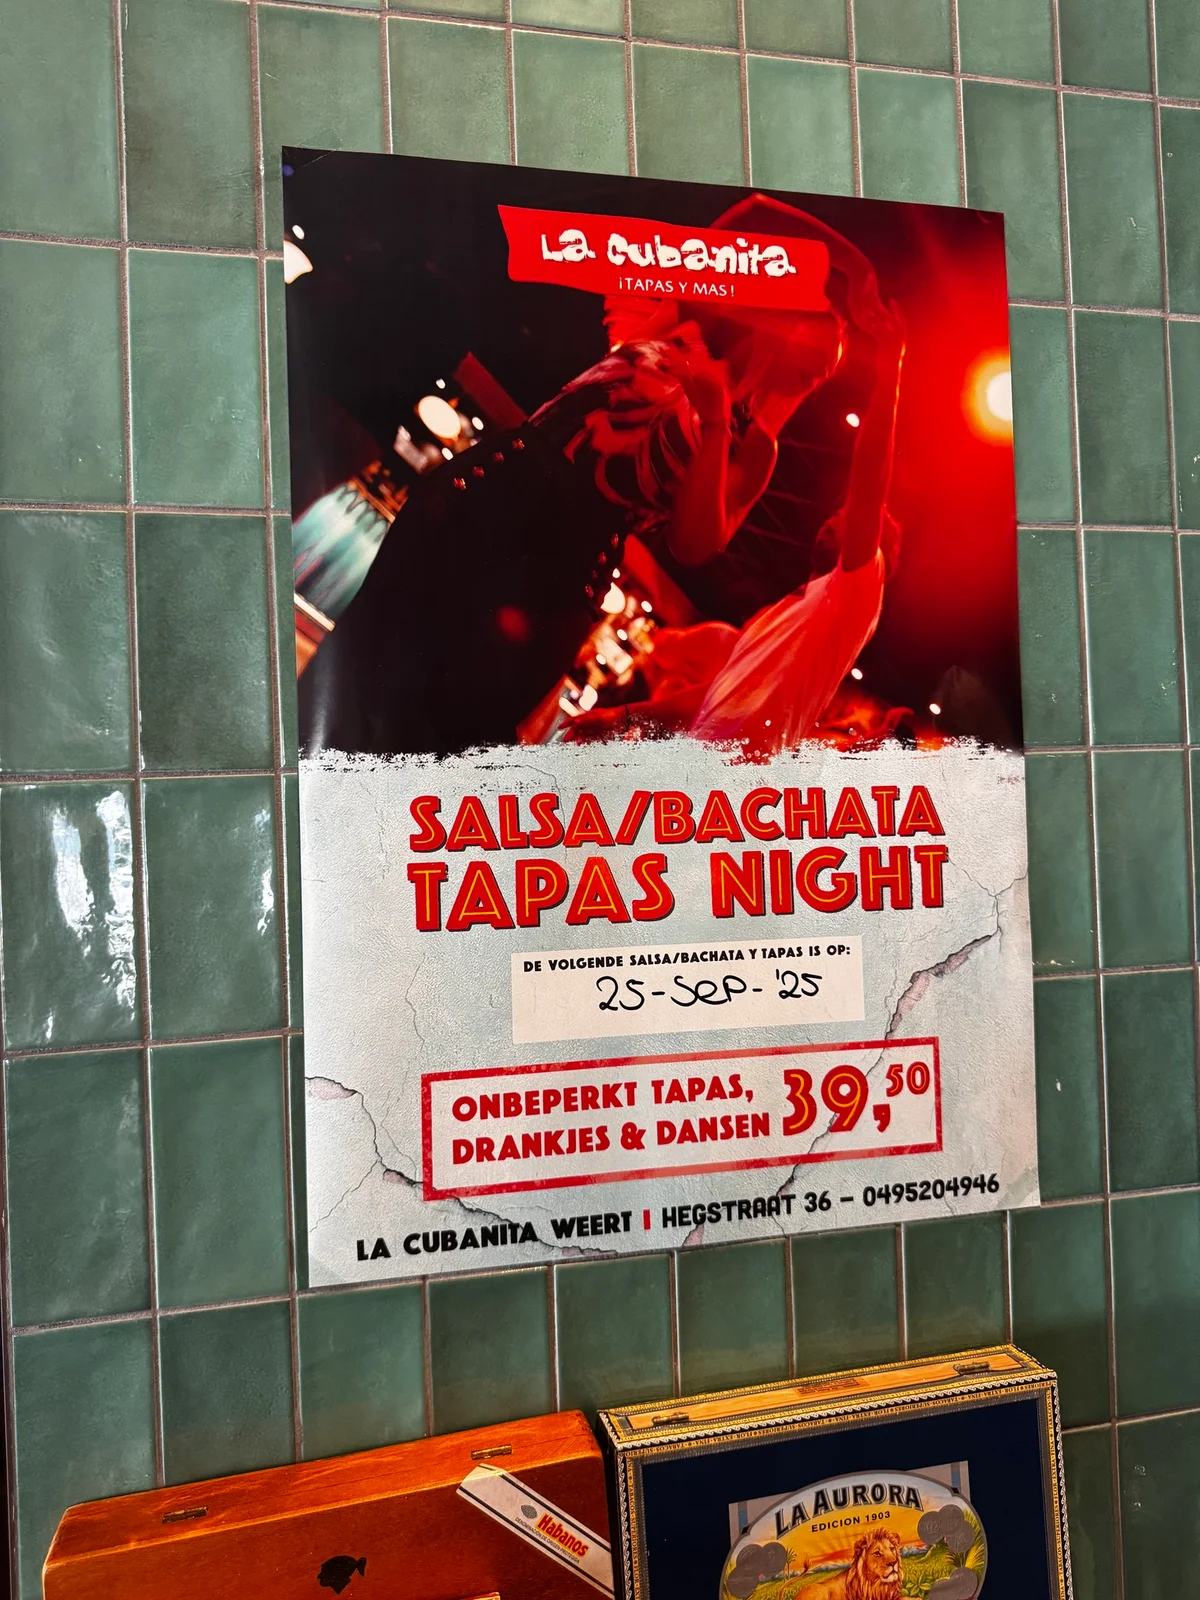 La Cubanita
¡TAPAS Y MAS!
SALSA/BACHATA
TAPAS NIGHT
DE VOLGENDE SALSA/BACHATA Y TAPAS IS OP:
25-SEP-'25
ONBEPERKT TAPAS,
DRANKJES & DANSEN 39,50
LA CUBANITA WEERT | HEGSTRAAT 36 – 0495204946
Habanos
LA AURORA
EDICION 1903